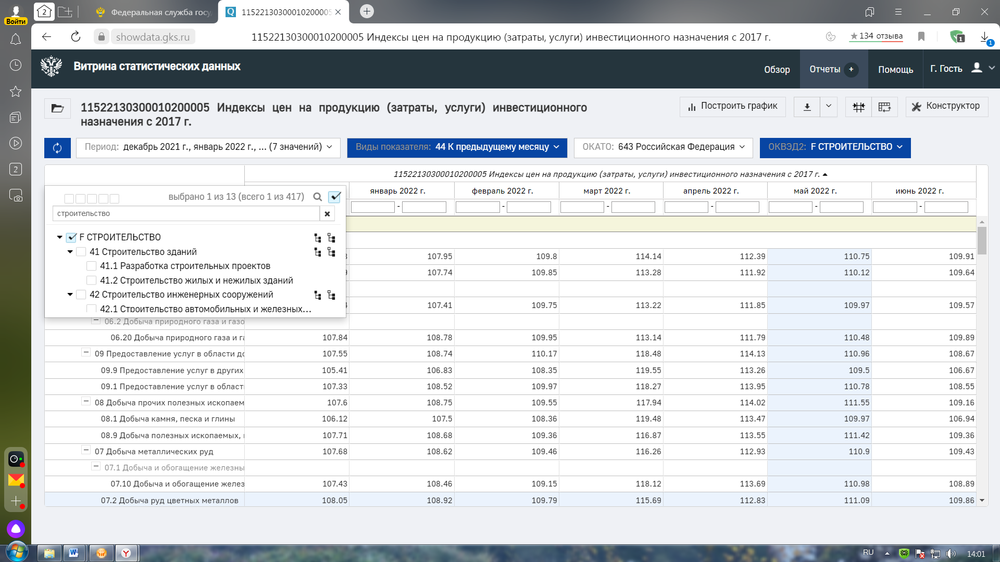 2
Федеральная служба госу
11522130300010200005
Войти
showdata.gks.ru
11522130300010200005 Индексы цен на продукцию (затраты, услуги) инвестиционного назначения с 2017 г.
134 отзыва
1
1
Витрина статистических данных
Обзор
Отчеты +
Помощь
Г. Гость
11522130300010200005 Индексы цен на продукцию (затраты, услуги) инвестиционного
назначения с 2017 г.
Построить график
Конструктор
Период: декабрь 2021 г., январь 2022 г., ... (7 значений)
Виды показателя: 44 К предыдущему месяцу
ОКАТО: 643 Российская Федерация
ОКВЭД2: F СТРОИТЕЛЬСТВО
2
11522130300010200005 Индексы цен на продукцию (затраты, услуги) инвестиционного назначения с 2017 г.
январь 2022 г. февраль 2022 г. март 2022 г. апрель 2022 г. май 2022 г. июнь 2022 г.
- - - - - -
выбрано 1 из 13 (всего 1 из 417)
строительство
F СТРОИТЕЛЬСТВО
41 Строительство зданий
41.1 Разработка строительных проектов
41.2 Строительство жилых и нежилых зданий
42 Строительство инженерных сооружений
42.1 Строительство автомобильных и железных...
107.95 109.8 114.14 112.39 110.75 109.91
107.74 109.85 113.28 111.92 110.12 109.64
107.41 109.75 113.22 111.85 109.97 109.57
06.2 Добыча природного газа и газо
06.20 Добыча природного газа и га 107.84 108.78 109.95 113.14 111.79 110.48 109.89
09 Предоставление услуг в области до 107.55 108.74 110.17 118.48 114.13 110.96 108.67
09.9 Предоставление услуг в других 105.41 106.83 108.35 119.55 113.26 109.5 106.67
09.1 Предоставление услуг в област 107.33 108.52 109.97 118.27 113.95 110.78 108.55
08 Добыча прочих полезных ископаем 107.6 108.75 109.55 117.94 114.02 111.55 109.16
08.1 Добыча камня, песка и глины 106.12 107.5 108.36 119.48 113.47 109.97 106.94
08.9 Добыча полезных ископаемых, 107.71 108.68 109.36 116.87 113.55 111.42 109.36
07 Добыча металлических руд 107.68 108.62 109.46 116.26 112.93 110.9 109.43
07.1 Добыча и обогащение железны
07.10 Добыча и обогащение желез 107.43 108.46 109.15 118.12 113.69 110.98 108.89
07.2 Добыча руд цветных металлов 108.05 108.92 109.79 115.69 112.83 111.09 109.86
RU
14:01